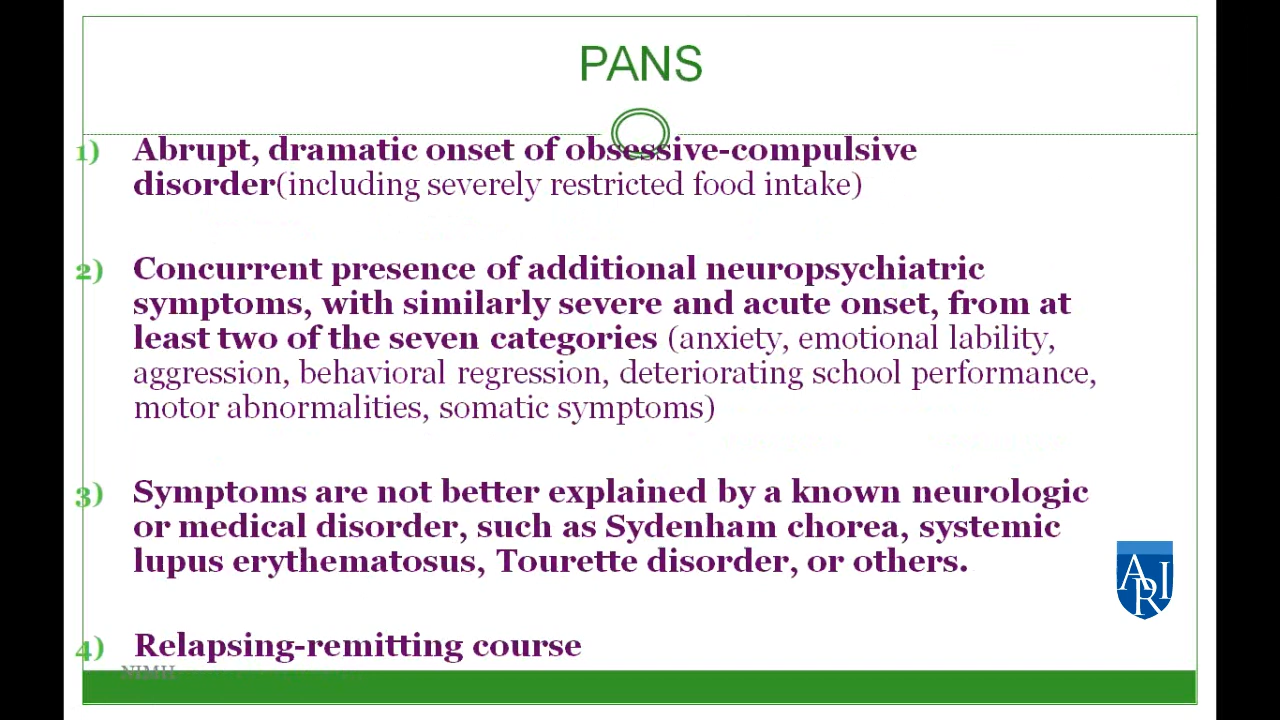 PANS
1) Abrupt, dramatic onset of obsessive-compulsive
disorder(including severely restricted food intake)
2) Concurrent presence of additional neuropsychiatric
symptoms, with similarly severe and acute onset, from at
least two of the seven categories (anxiety, emotional lability,
aggression, behavioral regression, deteriorating school performance,
motor abnormalities, somatic symptoms)
3) Symptoms are not better explained by a known neurologic
or medical disorder, such as Sydenham chorea, systemic
lupus erythematosus, Tourette disorder, or others.
ARI
4) Relapsing-remitting course
NIMH